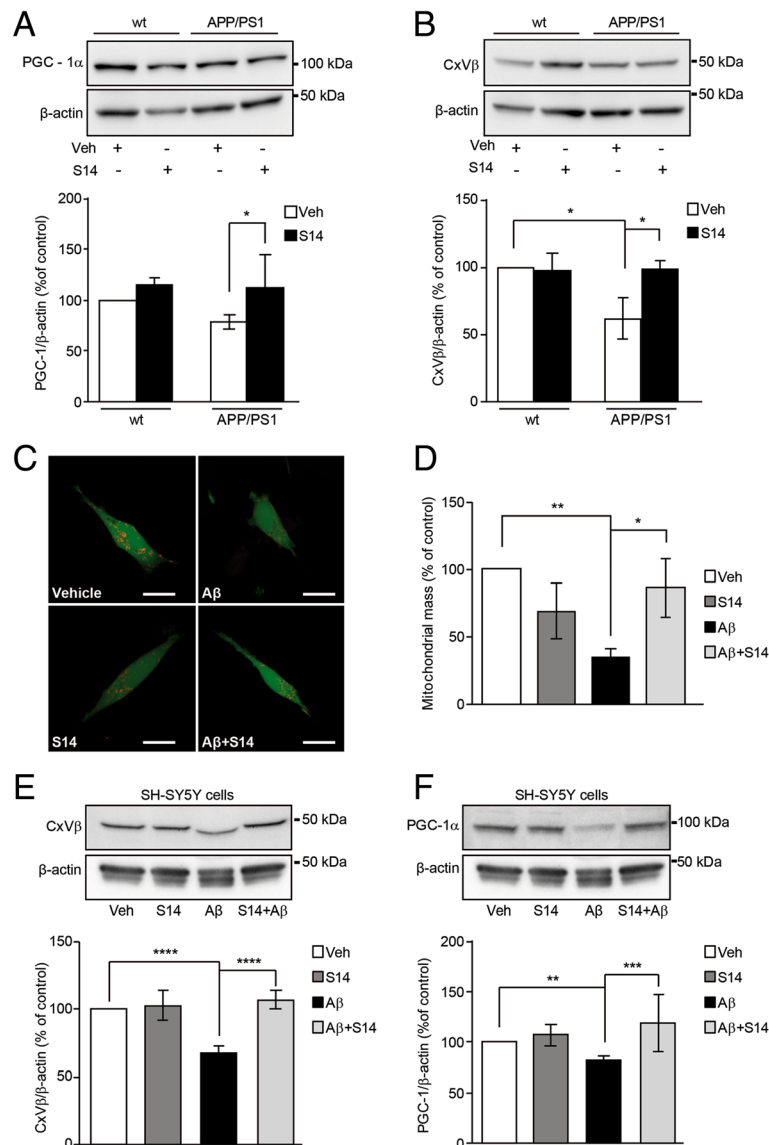 A
wt APP/PS1
PGC - 1α
100 kDa
50 kDa
β-actin
Veh + - + -
S14 - + - +
200
150
100
50
0
PGC-1/β-actin (%of control)
*
Veh
S14
wt APP/PS1
B
wt APP/PS1
CxVβ
50 kDa
50 kDa
β-actin
Veh + - + -
S14 - + - +
150
100
50
0
CxVβ/β-actin (% of control)
* *
Veh
S14
wt APP/PS1
C
Vehicle Aβ
S14 Aβ+S14
D
150
100
50
0
Mitochondrial mass (% of control)
** *
Veh
S14
Aβ
Aβ+S14
E
SH-SY5Y cells
CxVβ
50 kDa
50 kDa
β-actin
Veh S14 Aβ S14+Aβ
150
100
50
0
CxVβ/β-actin (% of control)
**** ****
Veh
S14
Aβ
Aβ+S14
F
SH-SY5Y cells
PGC-1α
100 kDa
50 kDa
β-actin
Veh S14 Aβ S14+Aβ
200
150
100
50
0
PGC-1/β-actin (%of control)
** ***
Veh
S14
Aβ
Aβ+S14